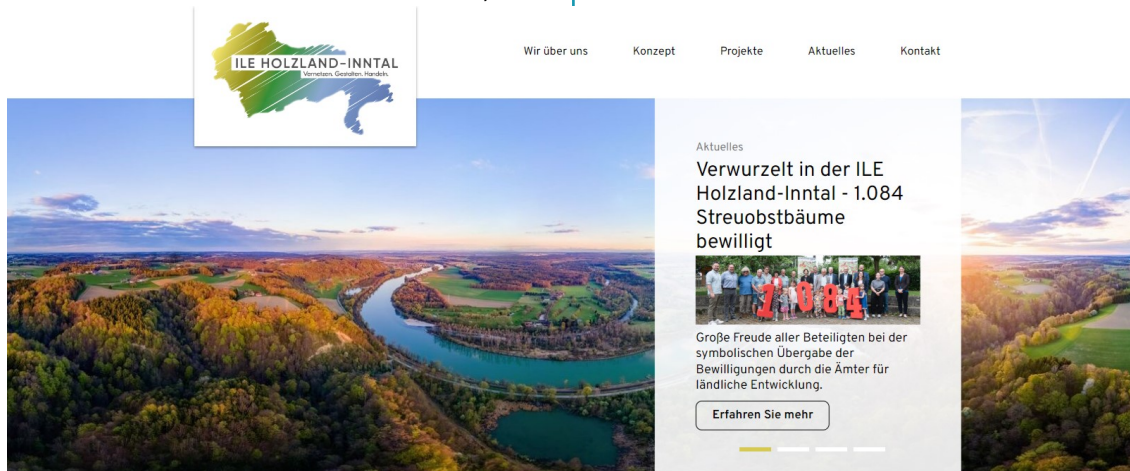 ILE HOLZLAND-INNTAL
Vernetzen. Gestalten. Handeln.
Wir über uns
Konzept
Projekte
Aktuelles
Kontakt
Aktuelles
Verwurzelt in der ILE
Holzland-Inntal - 1.084
Streuobstbäume
bewilligt
1084
Große Freude aller Beteiligten bei der
symbolischen Übergabe der
Bewilligungen durch die Ämter für
ländliche Entwicklung.
Erfahren Sie mehr